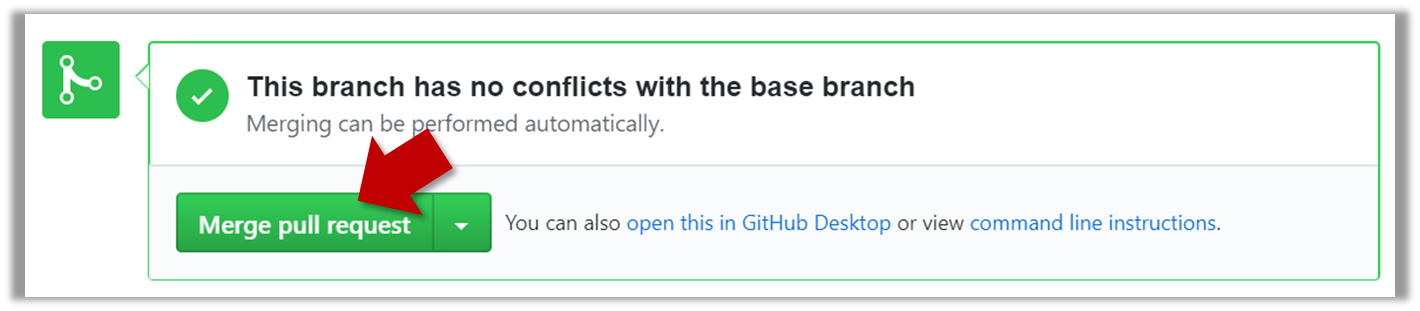 This branch has no conflicts with the base branch
Merging can be performed automatically.
Merge pull request
You can also open this in GitHub Desktop or view command line instructions.